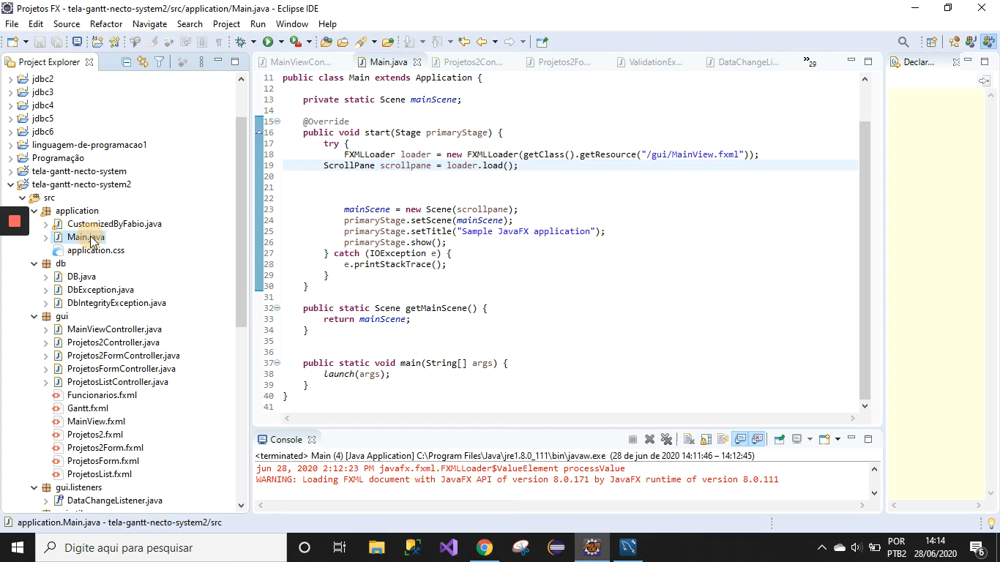 Projetos FX - tela-gantt-necto-system2/src/application/Main.java - Eclipse IDE
File Edit Source Refactor Navigate Search Project Run Window Help
Project Explorer
jdbc2
jdbc3
jdbc4
jdbc5
jdbc6
linguagem-de-programacao1
Programação
tela-gantt-necto-system
tela-gantt-necto-system2
src
application
CustomizedByFabio.java
Main.java
application.css
db
DB.java
DbException.java
DbIntegrityException.java
gui
MainViewController.java
Projetos2Controller.java
Projetos2FormController.java
ProjetosFormController.java
ProjetosListController.java
Funcionarios.fxml
Gantt.fxml
MainView.fxml
Projetos2.fxml
Projetos2Form.fxml
ProjetosForm.fxml
ProjetosList.fxml
gui.listeners
DataChangeListener.java
MainViewCon... Main.java Projetos2Con... Projetos2Fo... ValidationEx... DataChangeLi... »29
11 public class Main extends Application {
12
13 private static Scene mainScene;
14
15 @Override
16 public void start(Stage primaryStage) {
17 try {
18 FXMLLoader loader = new FXMLLoader(getClass().getResource("/gui/MainView.fxml"));
19 ScrollPane scrollpane = loader.load();
20
21
22
23 mainScene = new Scene(scrollpane);
24 primaryStage.setScene(mainScene);
25 primaryStage.setTitle("Sample JavaFX application");
26 primaryStage.show();
27 } catch (IOException e) {
28 e.printStackTrace();
29 }
30 }
31
32 public static Scene getMainScene() {
33 return mainScene;
34 }
35
36
37 public static void main(String[] args) {
38 launch(args);
39 }
40 }
41
Declar...
Console
<terminated> Main (4) [Java Application] C:\Program Files\Java\jre1.8.0_111\bin\javaw.exe (28 de jun de 2020 14:11:46 – 14:12:45)
jun 28, 2020 2:12:23 PM javafx.fxml.FXMLLoader$ValueElement processValue
WARNING: Loading FXML document with JavaFX API of version 8.0.171 by JavaFX runtime of version 8.0.111
application.Main.java - tela-gantt-necto-system2/src
Digite aqui para pesquisar
POR
PTB2
14:14
28/06/2020
6